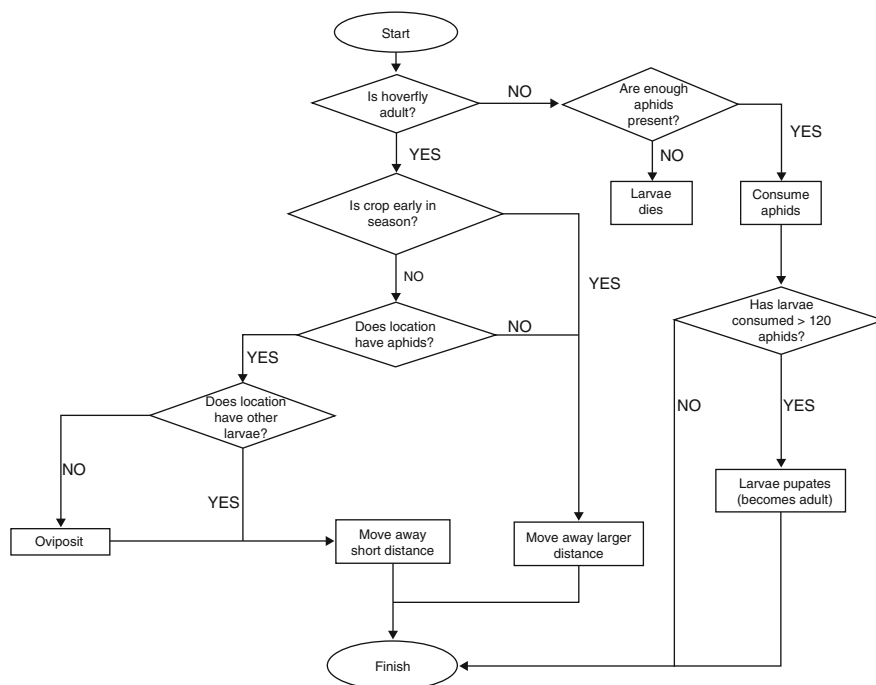 Start
Is hoverfly
adult?
NO
Are enough
aphids
present?
YES
YES
NO
Larvae
dies
Consume
aphids
Is crop early in
season?
NO
YES
Has larvae
consumed > 120
aphids?
Does location
have aphids?
NO
YES
Does location
have other
larvae?
NO
YES
NO
YES
Larvae pupates
(becomes adult)
Oviposit
Move away
short distance
Move away larger
distance
Finish